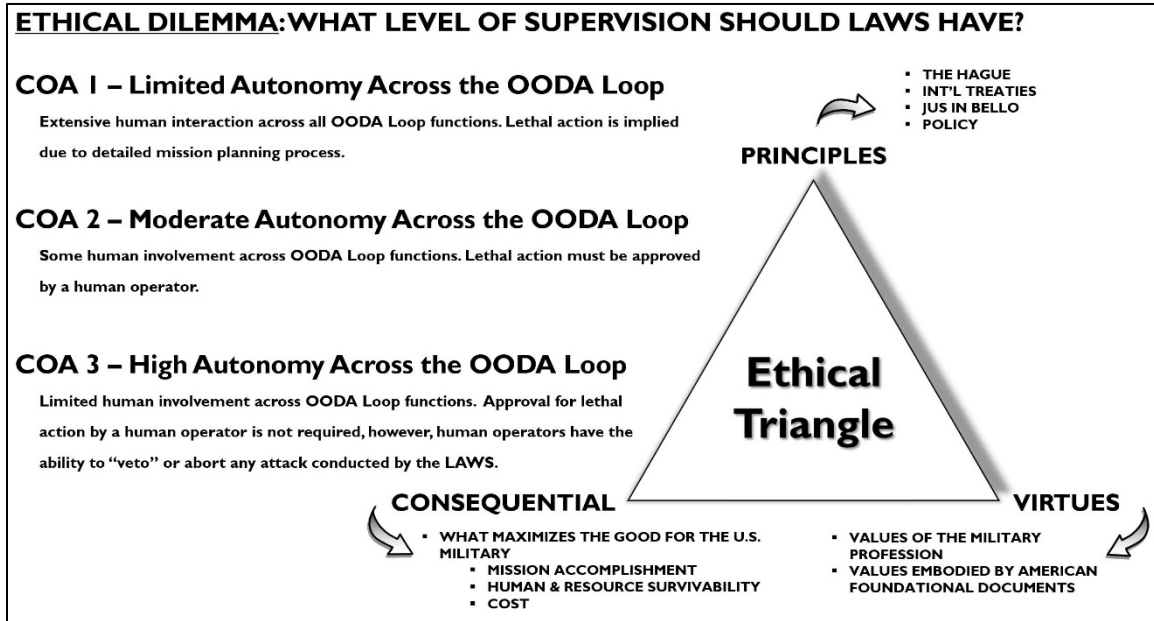 ETHICAL DILEMMA: WHAT LEVEL OF SUPERVISION SHOULD LAWS HAVE?
COA 1 – Limited Autonomy Across the OODA Loop
Extensive human interaction across all OODA Loop functions. Lethal action is implied
due to detailed mission planning process.
COA 2 – Moderate Autonomy Across the OODA Loop
Some human involvement across OODA Loop functions. Lethal action must be approved
by a human operator.
COA 3 – High Autonomy Across the OODA Loop
Limited human involvement across OODA Loop functions. Approval for lethal
action by a human operator is not required, however, human operators have the
ability to “veto” or abort any attack conducted by the LAWS.
▪ THE HAGUE
▪ INT’L TREATIES
▪ JUS IN BELLO
▪ POLICY
PRINCIPLES
Ethical
Triangle
CONSEQUENTIAL
▪ WHAT MAXIMIZES THE GOOD FOR THE U.S.
MILITARY
▪ MISSION ACCOMPLISHMENT
▪ HUMAN & RESOURCE SURVIVABILITY
▪ COST
VIRTUES
▪ VALUES OF THE MILITARY
PROFESSION
▪ VALUES EMBODIED BY AMERICAN
FOUNDATIONAL DOCUMENTS